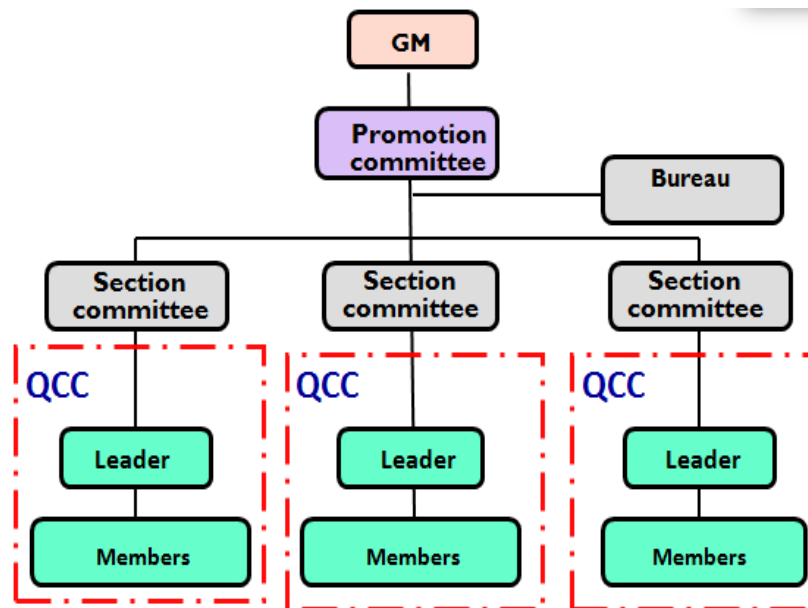 GM
Promotion
committee
Bureau
Section
committee
Section
committee
Section
committee
QCC
QCC
QCC
Leader
Leader
Leader
Members
Members
Members